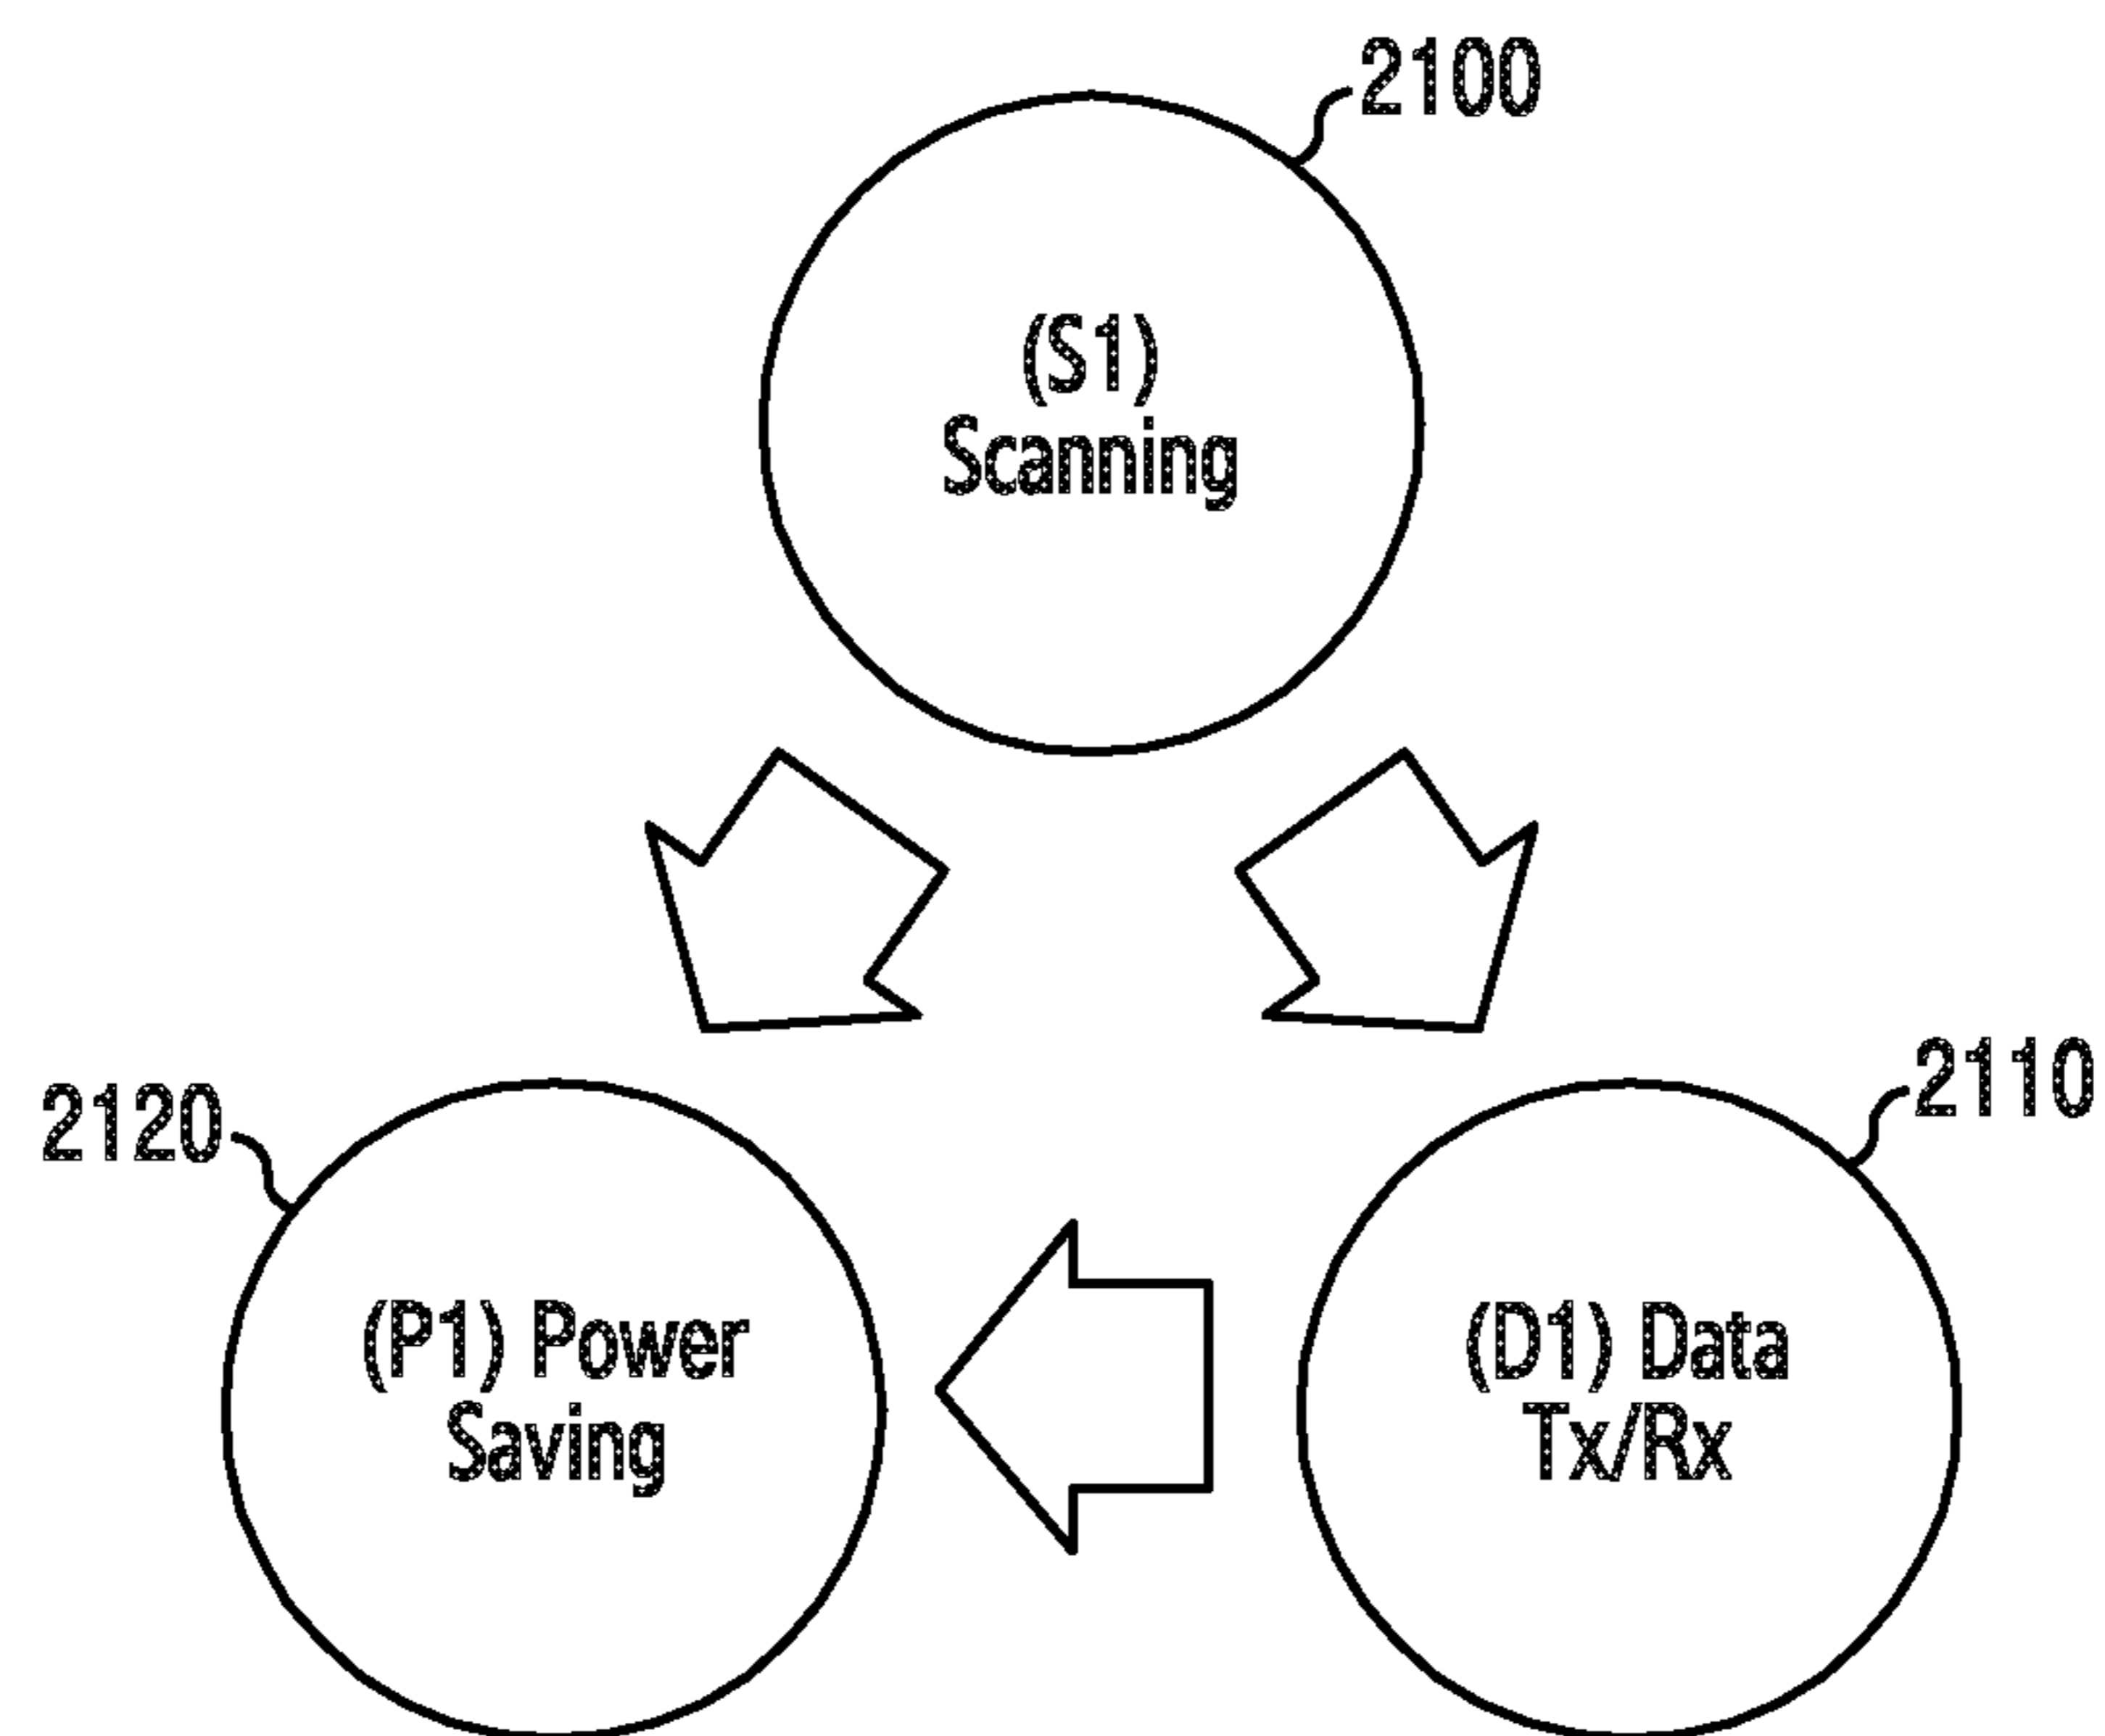 2100
(S1)
Scanning
2110
2120
(P1) Power
Saving
(D1) Data
Tx/Rx